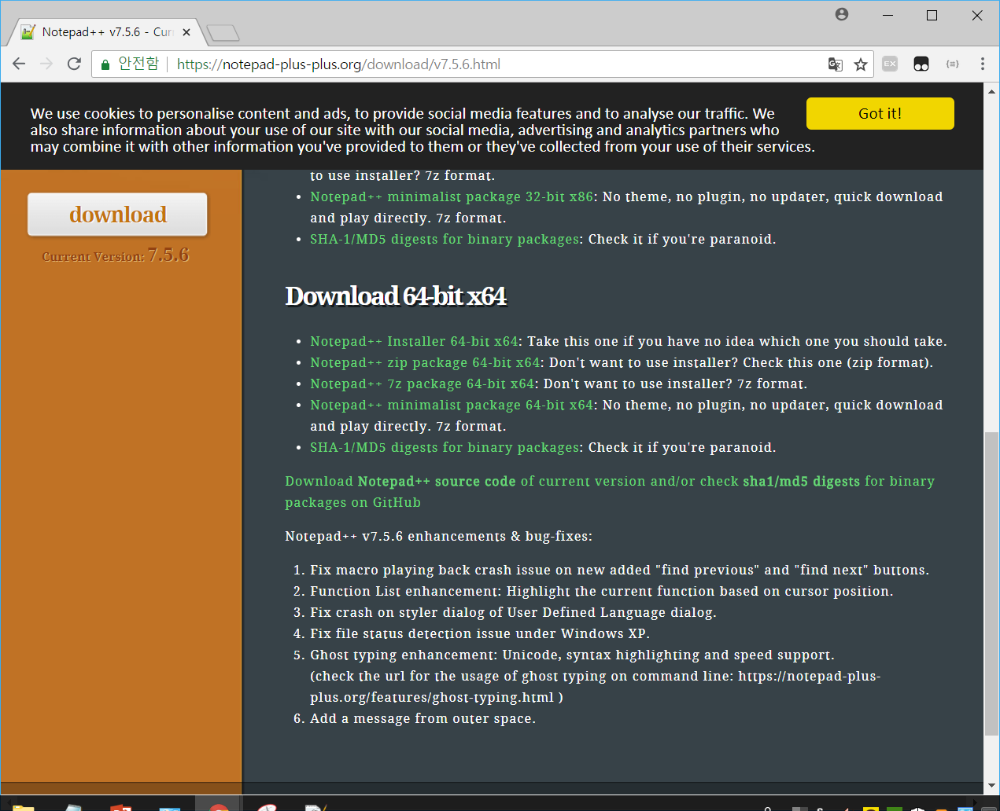 Notepad++ v7.5.6 - Cur
안전함
https://notepad-plus-plus.org/download/v7.5.6.html
EX
We use cookies to personalise content and ads, to provide social media features and to analyse our traffic. We
also share information about your use of our site with our social media, advertising and analytics partners who
may combine it with other information you've provided to them or they've collected from your use of their services.
Got it!
download
Current Version: 7.5.6
to use installer? 7z format.
• Notepad++ minimalist package 32-bit x86: No theme, no plugin, no updater, quick download
and play directly. 7z format.
• SHA-1/MD5 digests for binary packages: Check it if you're paranoid.
Download 64-bit x64
• Notepad++ Installer 64-bit x64: Take this one if you have no idea which one you should take.
• Notepad++ zip package 64-bit x64: Don't want to use installer? Check this one (zip format).
• Notepad++ 7z package 64-bit x64: Don't want to use installer? 7z format.
• Notepad++ minimalist package 64-bit x64: No theme, no plugin, no updater, quick download
and play directly. 7z format.
• SHA-1/MD5 digests for binary packages: Check it if you're paranoid.
Download Notepad++ source code of current version and/or check sha1/md5 digests for binary
packages on GitHub
Notepad++ v7.5.6 enhancements & bug-fixes:
1. Fix macro playing back crash issue on new added "find previous" and "find next" buttons.
2. Function List enhancement: Highlight the current function based on cursor position.
3. Fix crash on styler dialog of User Defined Language dialog.
4. Fix file status detection issue under Windows XP.
5. Ghost typing enhancement: Unicode, syntax highlighting and speed support.
(check the url for the usage of ghost typing on command line: https://notepad-plus-
plus.org/features/ghost-typing.html )
6. Add a message from outer space.